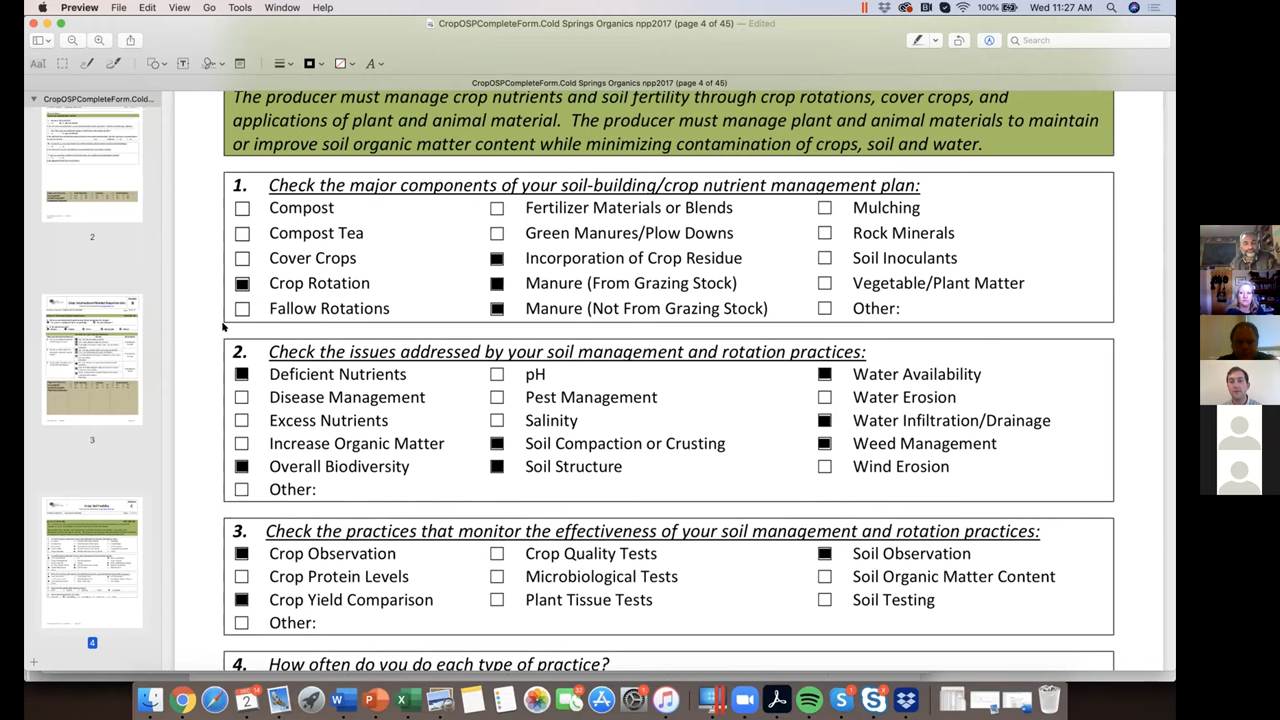 Preview File Edit View Go Tools Window Help 100% Wed 11:27 AM
CropOSPCompleteForm.Cold Springs Organics npp2017 (page 4 of 45) — Edited
Search
CropOSPCompleteForm.Cold Springs Organics npp2017 (page 4 of 45)
CropOSPCompleteForm.Cold...
2
3
4
The producer must manage crop nutrients and soil fertility through rotations, cover crops, and
application of plant and animal materials. The producer must manage plant and animal materials to maintain
or improve soil organic matter content while minimizing contamination of crops, soil and water.
1. Check the major components of your soil-building/crop nutrient management plan:
Compost Fertilizer Materials or Blends Mulching
Compost Tea Green Manures/Plow Downs Rock Minerals
Cover Crops Incorporation of Crop Residue Soil Inoculants
Crop Rotation Manure (From Grazing Stock) Vegetable/Plant Matter
Fallow Rotations Manure (Not From Grazing Stock) Other:
2. Check all issues addressed by your soil management and rotation practices:
Deficient Nutrients pH Water Availability
Disease Management Pest Management Water Erosion
Excess Nutrients Salinity Water Infiltration/Drainage
Increase Organic Matter Soil Compaction or Crusting Weed Management
Overall Biodiversity Soil Structure Wind Erosion
Other:
3. Check all practices that monitor effectiveness of your soil management and rotation practices:
Crop Observation Crop Quality Tests Soil Observation
Crop Protein Levels Microbiological Tests Soil Organic Matter Content
Crop Yield Comparison Plant Tissue Tests Soil Testing
Other:
4. How often do you do each type of practice?